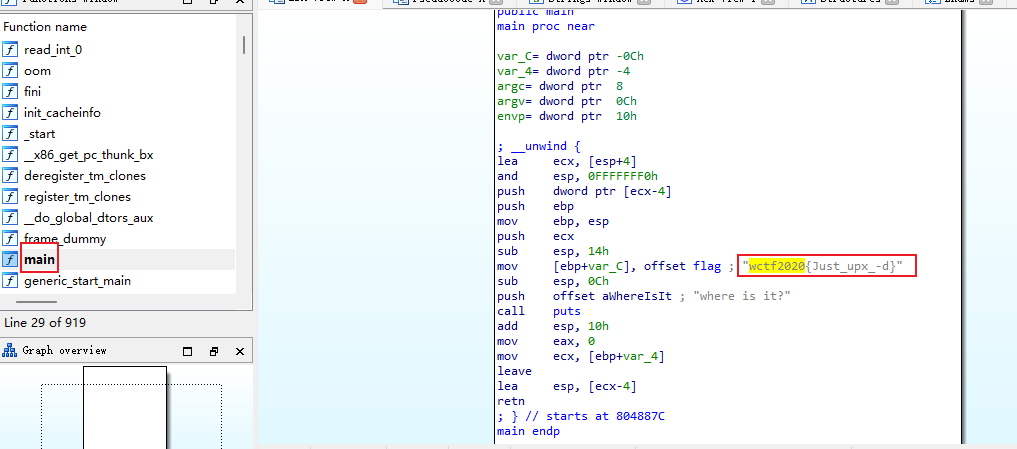 Functions window
Function name
read_int_0
oom
fini
init_cacheinfo
_start
__x86_get_pc_thunk_bx
deregister_tm_clones
register_tm_clones
__do_global_dtors_aux
frame_dummy
main
generic_start_main
Line 29 of 919
Graph overview
public main
main proc near
var_C= dword ptr -0Ch
var_4= dword ptr -4
argc= dword ptr  8
argv= dword ptr  0Ch
envp= dword ptr  10h
; __unwind {
lea     ecx, [esp+4]
and     esp, 0FFFFFFF0h
push    dword ptr [ecx-4]
push    ebp
mov     ebp, esp
push    ecx
sub     esp, 14h
mov     [ebp+var_C], offset flag ; "wctf2020{Just_upx_-d}"
sub     esp, 0Ch
push    offset aWhereIsIt ; "where is it?"
call    puts
add     esp, 10h
mov     eax, 0
mov     ecx, [ebp+var_4]
leave
lea     esp, [ecx-4]
retn
; } // starts at 804887C
main endp